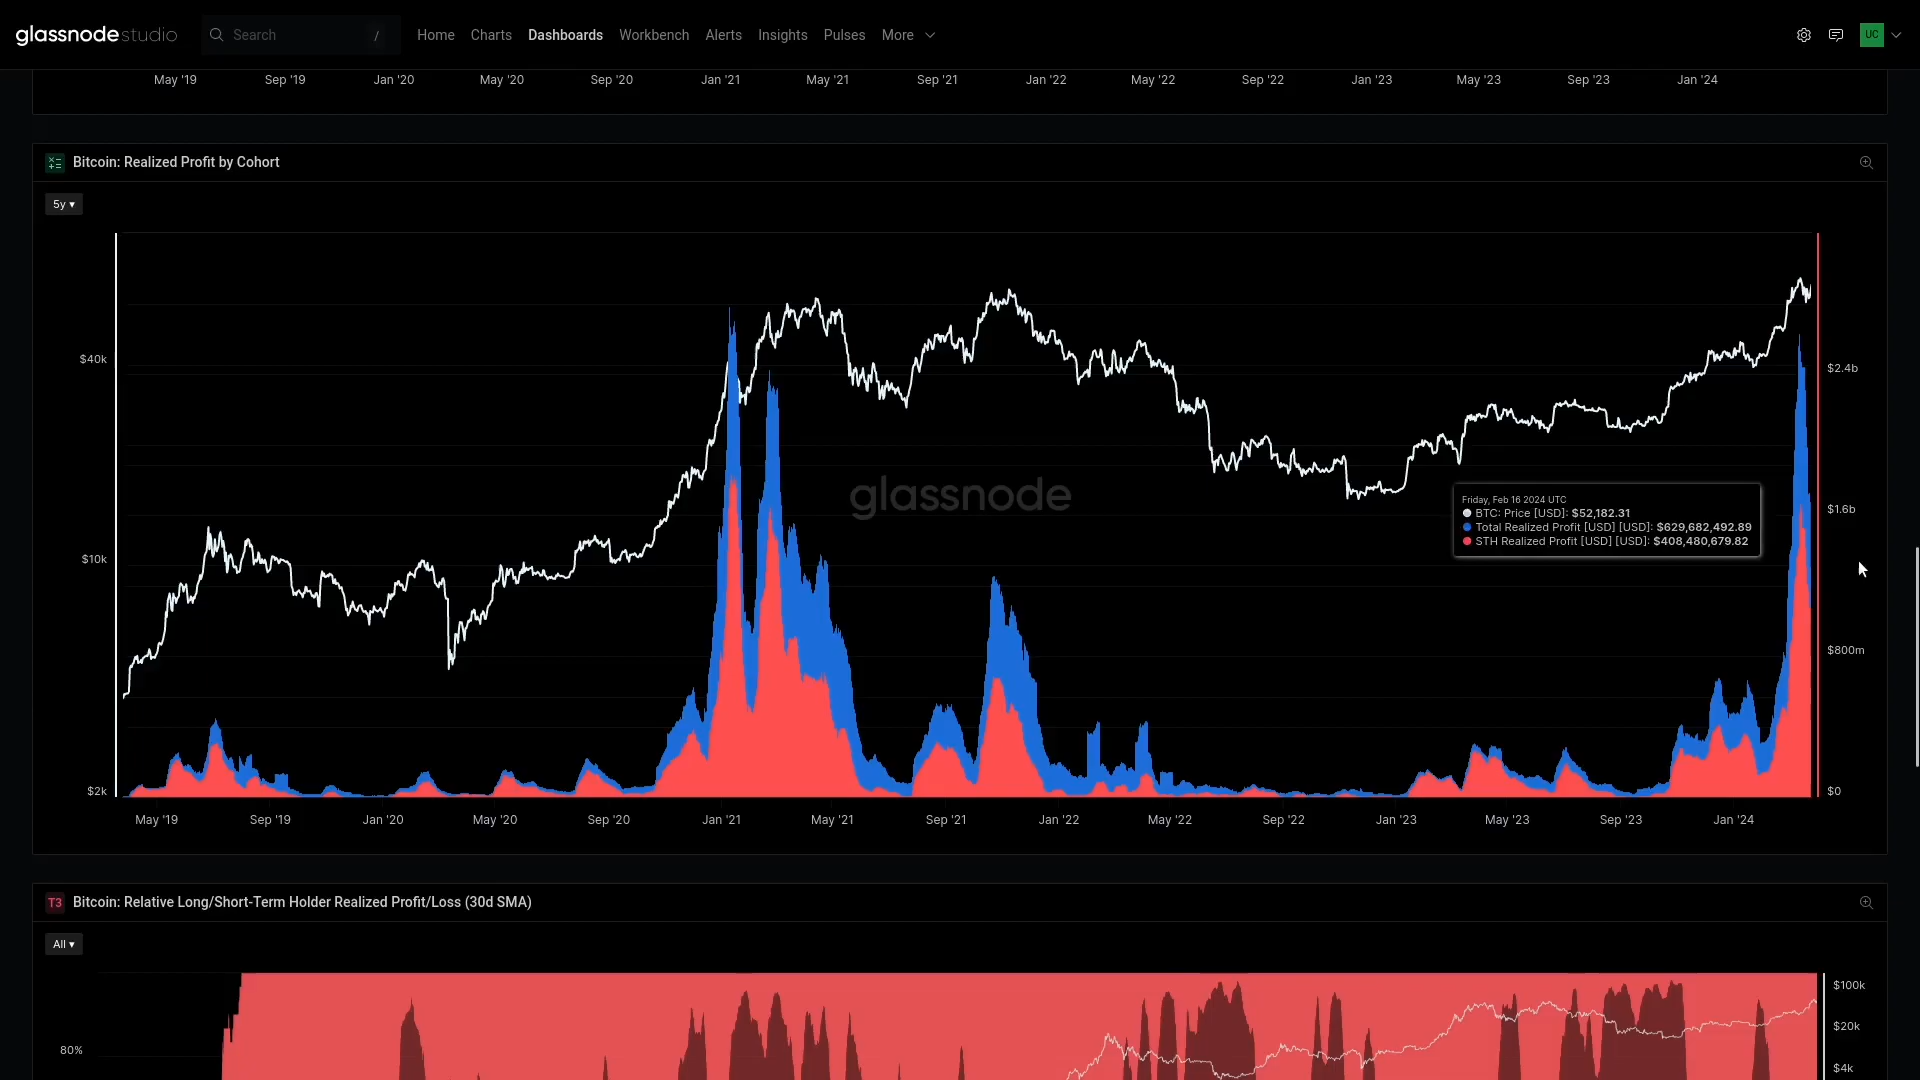 glassnodestudio Search / Home Charts Dashboards Workbench Alerts Insights Pulses More UC
May '19 Sep '19 Jan '20 May '20 Sep '20 Jan '21 May '21 Sep '21 Jan '22 May '22 Sep '22 Jan '23 May '23 Sep '23 Jan '24
Bitcoin: Realized Profit by Cohort
5y ▾
$40k
$2.4b
glassnode
Friday, Feb 16 2024 UTC
BTC: Price [USD]: $52,182.31
Total Realized Profit [USD] [USD]: $629,682,492.89
STH Realized Profit [USD] [USD]: $408,480,679.82
$1.6b
$10k
$800m
$2k
$0
May '19 Sep '19 Jan '20 May '20 Sep '20 Jan '21 May '21 Sep '21 Jan '22 May '22 Sep '22 Jan '23 May '23 Sep '23 Jan '24
T3 Bitcoin: Relative Long/Short-Term Holder Realized Profit/Loss (30d SMA)
All ▾
$100k
$20k
80%
$4k